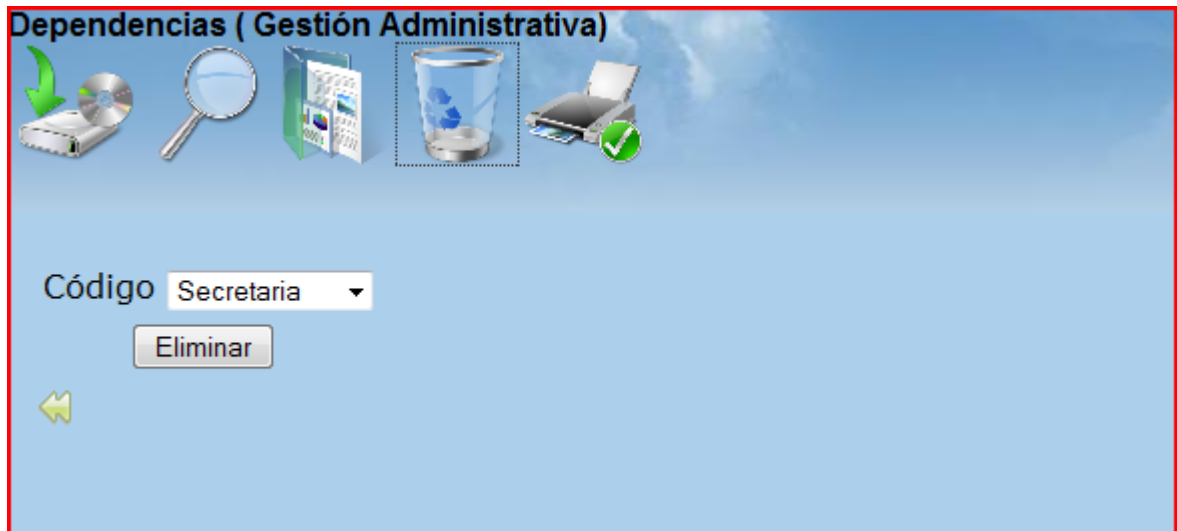 Dependencias ( Gestión Administrativa)
Código Secretaria
Eliminar